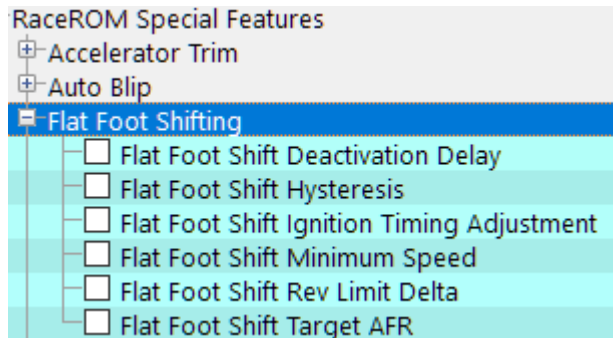 RaceROM Special Features
Accelerator Trim
Auto Blip
Flat Foot Shifting
Flat Foot Shift Deactivation Delay
Flat Foot Shift Hysteresis
Flat Foot Shift Ignition Timing Adjustment
Flat Foot Shift Minimum Speed
Flat Foot Shift Rev Limit Delta
Flat Foot Shift Target AFR